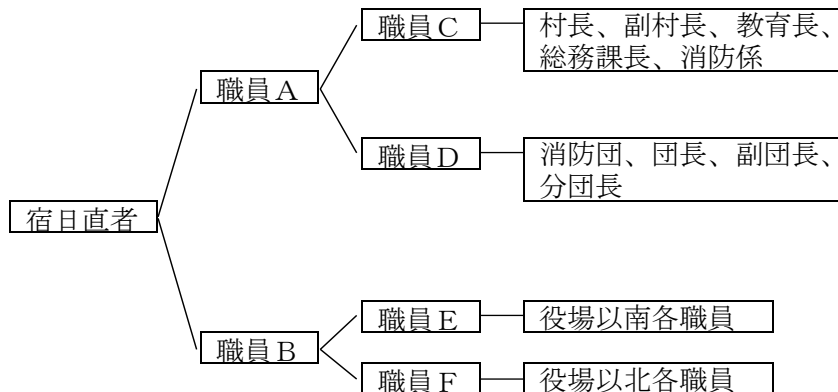 職員Ｃ
村長、副村長、教育長、
総務課長、消防係
職員Ａ
職員Ｄ
消防団、団長、副団長、
分団長
宿日直者
職員Ｅ
役場以南各職員
職員Ｂ
職員Ｆ
役場以北各職員